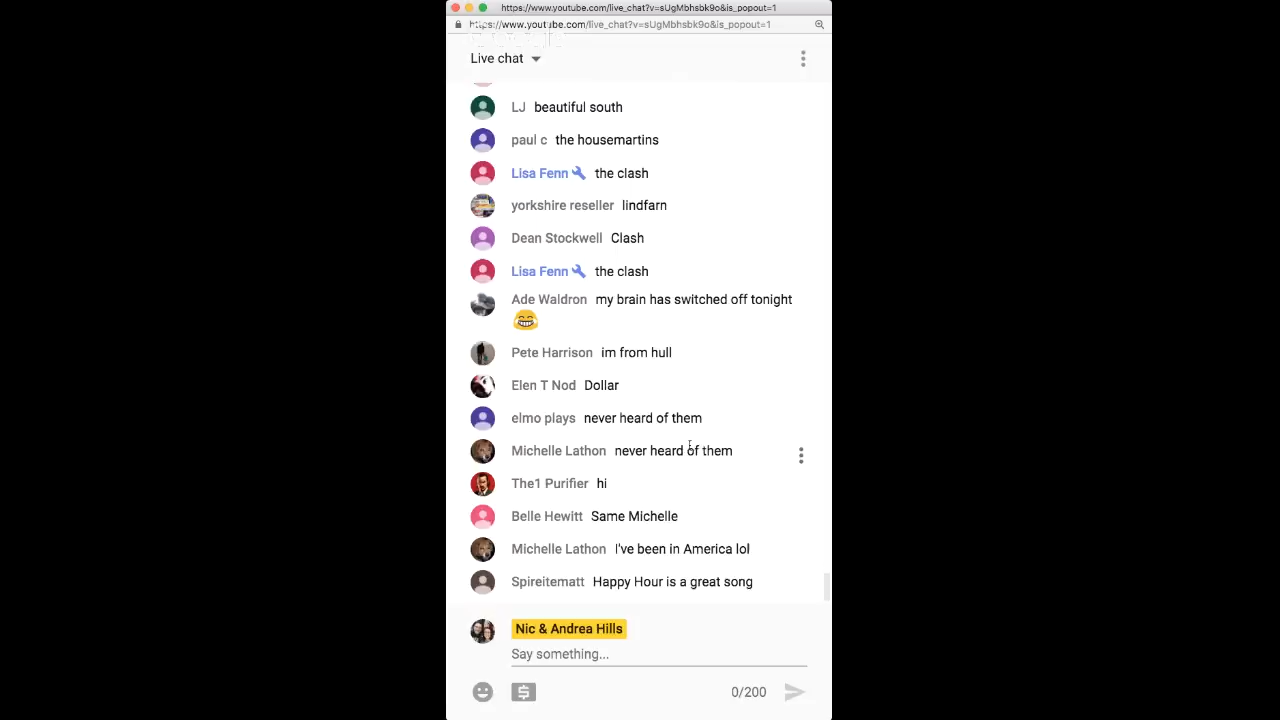 https://www.youtube.com/live_chat?v=sUgMbhsbk9o&is_popout=1
https://www.youtube.com/live_chat?v=sUgMbhsbk9o&is_popout=1
Live chat
LJ beautiful south
paul c the housemartins
Lisa Fenn the clash
yorkshire reseller lindfarn
Dean Stockwell Clash
Lisa Fenn the clash
Ade Waldron my brain has switched off tonight
😂
Pete Harrison im from hull
Elen T Nod Dollar
elmo plays never heard of them
Michelle Lathon never heard of them
The1 Purifier hi
Belle Hewitt Same Michelle
Michelle Lathon I've been in America lol
Spireitematt Happy Hour is a great song
Nic & Andrea Hills
Say something...
0/200